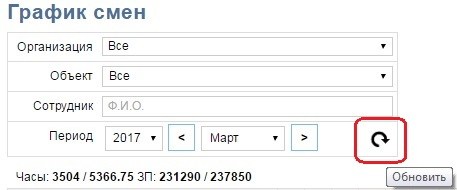 График смен
Организация Все
Объект Все
Сотрудник Ф.И.О.
Период 2017 < Март >
Часы: 3504 / 5366.75 ЗП: 231290 / 237850 Обновить